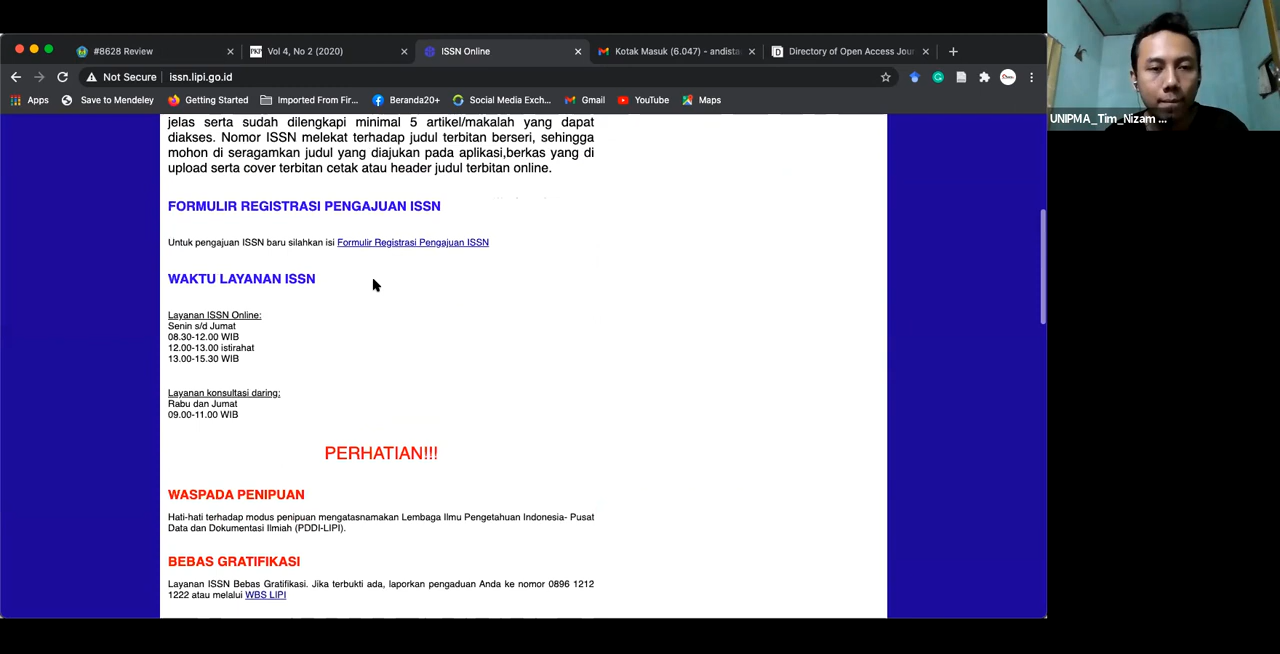 #8628 Review
Vol 4, No 2 (2020)
ISSN Online
Kotak Masuk (6.047) - andista
Directory of Open Access Jour
Not Secure
issn.lipi.go.id
Apps
Save to Mendeley
Getting Started
Imported From Fir...
Beranda20+
Social Media Exch...
Gmail
YouTube
Maps
UNIPMA_Tim_Nizam ...
jelas serta sudah dilengkapi minimal 5 artikel/makalah yang dapat
diakses. Nomor ISSN melekat terhadap judul terbitan berseri, sehingga
mohon di seragamkan judul yang diajukan pada aplikasi,berkas yang di
upload serta cover terbitan cetak atau header judul terbitan online.
FORMULIR REGISTRASI PENGAJUAN ISSN
Untuk pengajuan ISSN baru silahkan isi Formulir Registrasi Pengajuan ISSN
WAKTU LAYANAN ISSN
Layanan ISSN Online:
Senin s/d Jumat
08.30-12.00 WIB
12.00-13.00 istirahat
13.00-15.30 WIB
Layanan konsultasi daring:
Rabu dan Jumat
09.00-11.00 WIB
PERHATIAN!!!
WASPADA PENIPUAN
Hati-hati terhadap modus penipuan mengatasnamakan Lembaga Ilmu Pengetahuan Indonesia- Pusat
Data dan Dokumentasi Ilmiah (PDDI-LIPI).
BEBAS GRATIFIKASI
Layanan ISSN Bebas Gratifikasi. Jika terbukti ada, laporkan pengaduan Anda ke nomor 0896 1212
1222 atau melalui WBS LIPI